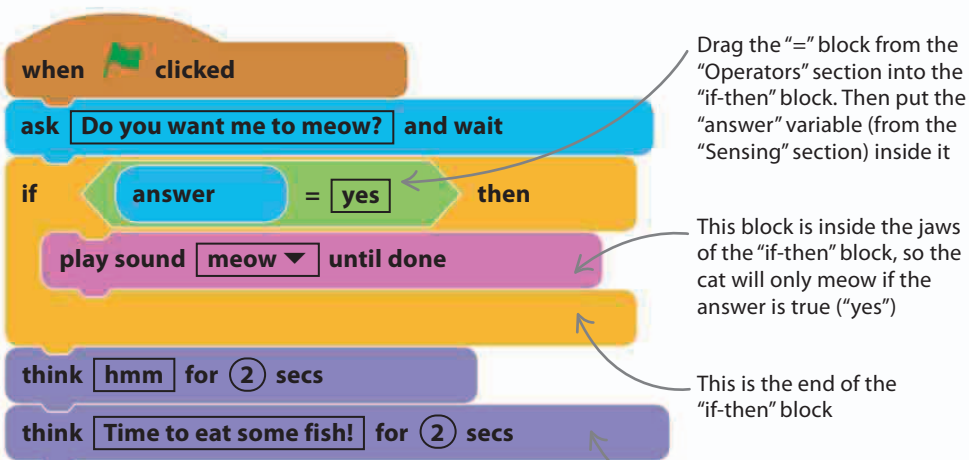 when clicked
ask Do you want me to meow? and wait
if answer = yes then
play sound meow until done
think hmm for 2 secs
think Time to eat some fish! for 2 secs
Drag the “=” block from the
“Operators” section into the
“if-then” block. Then put the
“answer” variable (from the
“Sensing” section) inside it
This block is inside the jaws
of the “if-then” block, so the
cat will only meow if the
answer is true (“yes”)
This is the end of the
“if-then” block